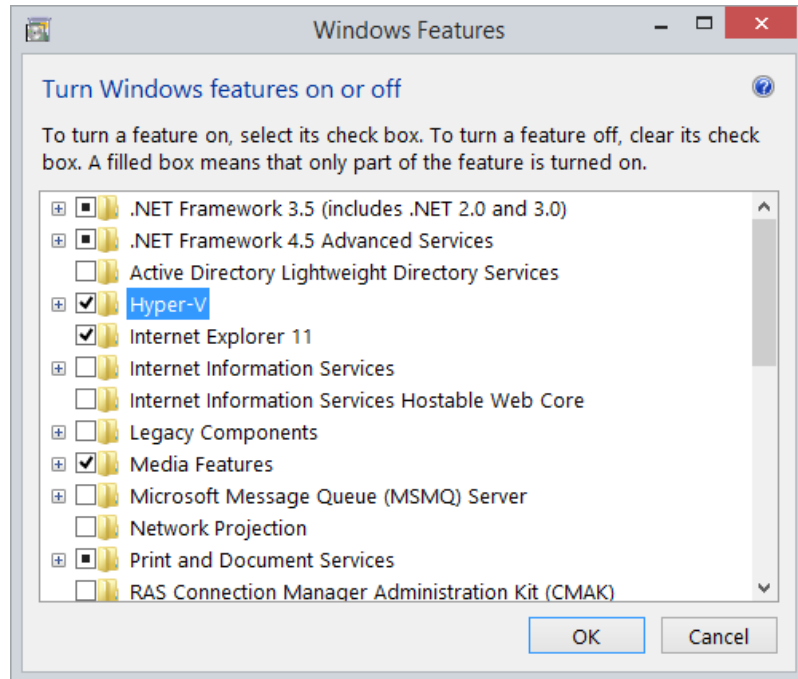 Windows Features
Turn Windows features on or off
To turn a feature on, select its check box. To turn a feature off, clear its check
box. A filled box means that only part of the feature is turned on.
.NET Framework 3.5 (includes .NET 2.0 and 3.0)
.NET Framework 4.5 Advanced Services
Active Directory Lightweight Directory Services
Hyper-V
Internet Explorer 11
Internet Information Services
Internet Information Services Hostable Web Core
Legacy Components
Media Features
Microsoft Message Queue (MSMQ) Server
Network Projection
Print and Document Services
RAS Connection Manager Administration Kit (CMAK)
OK Cancel